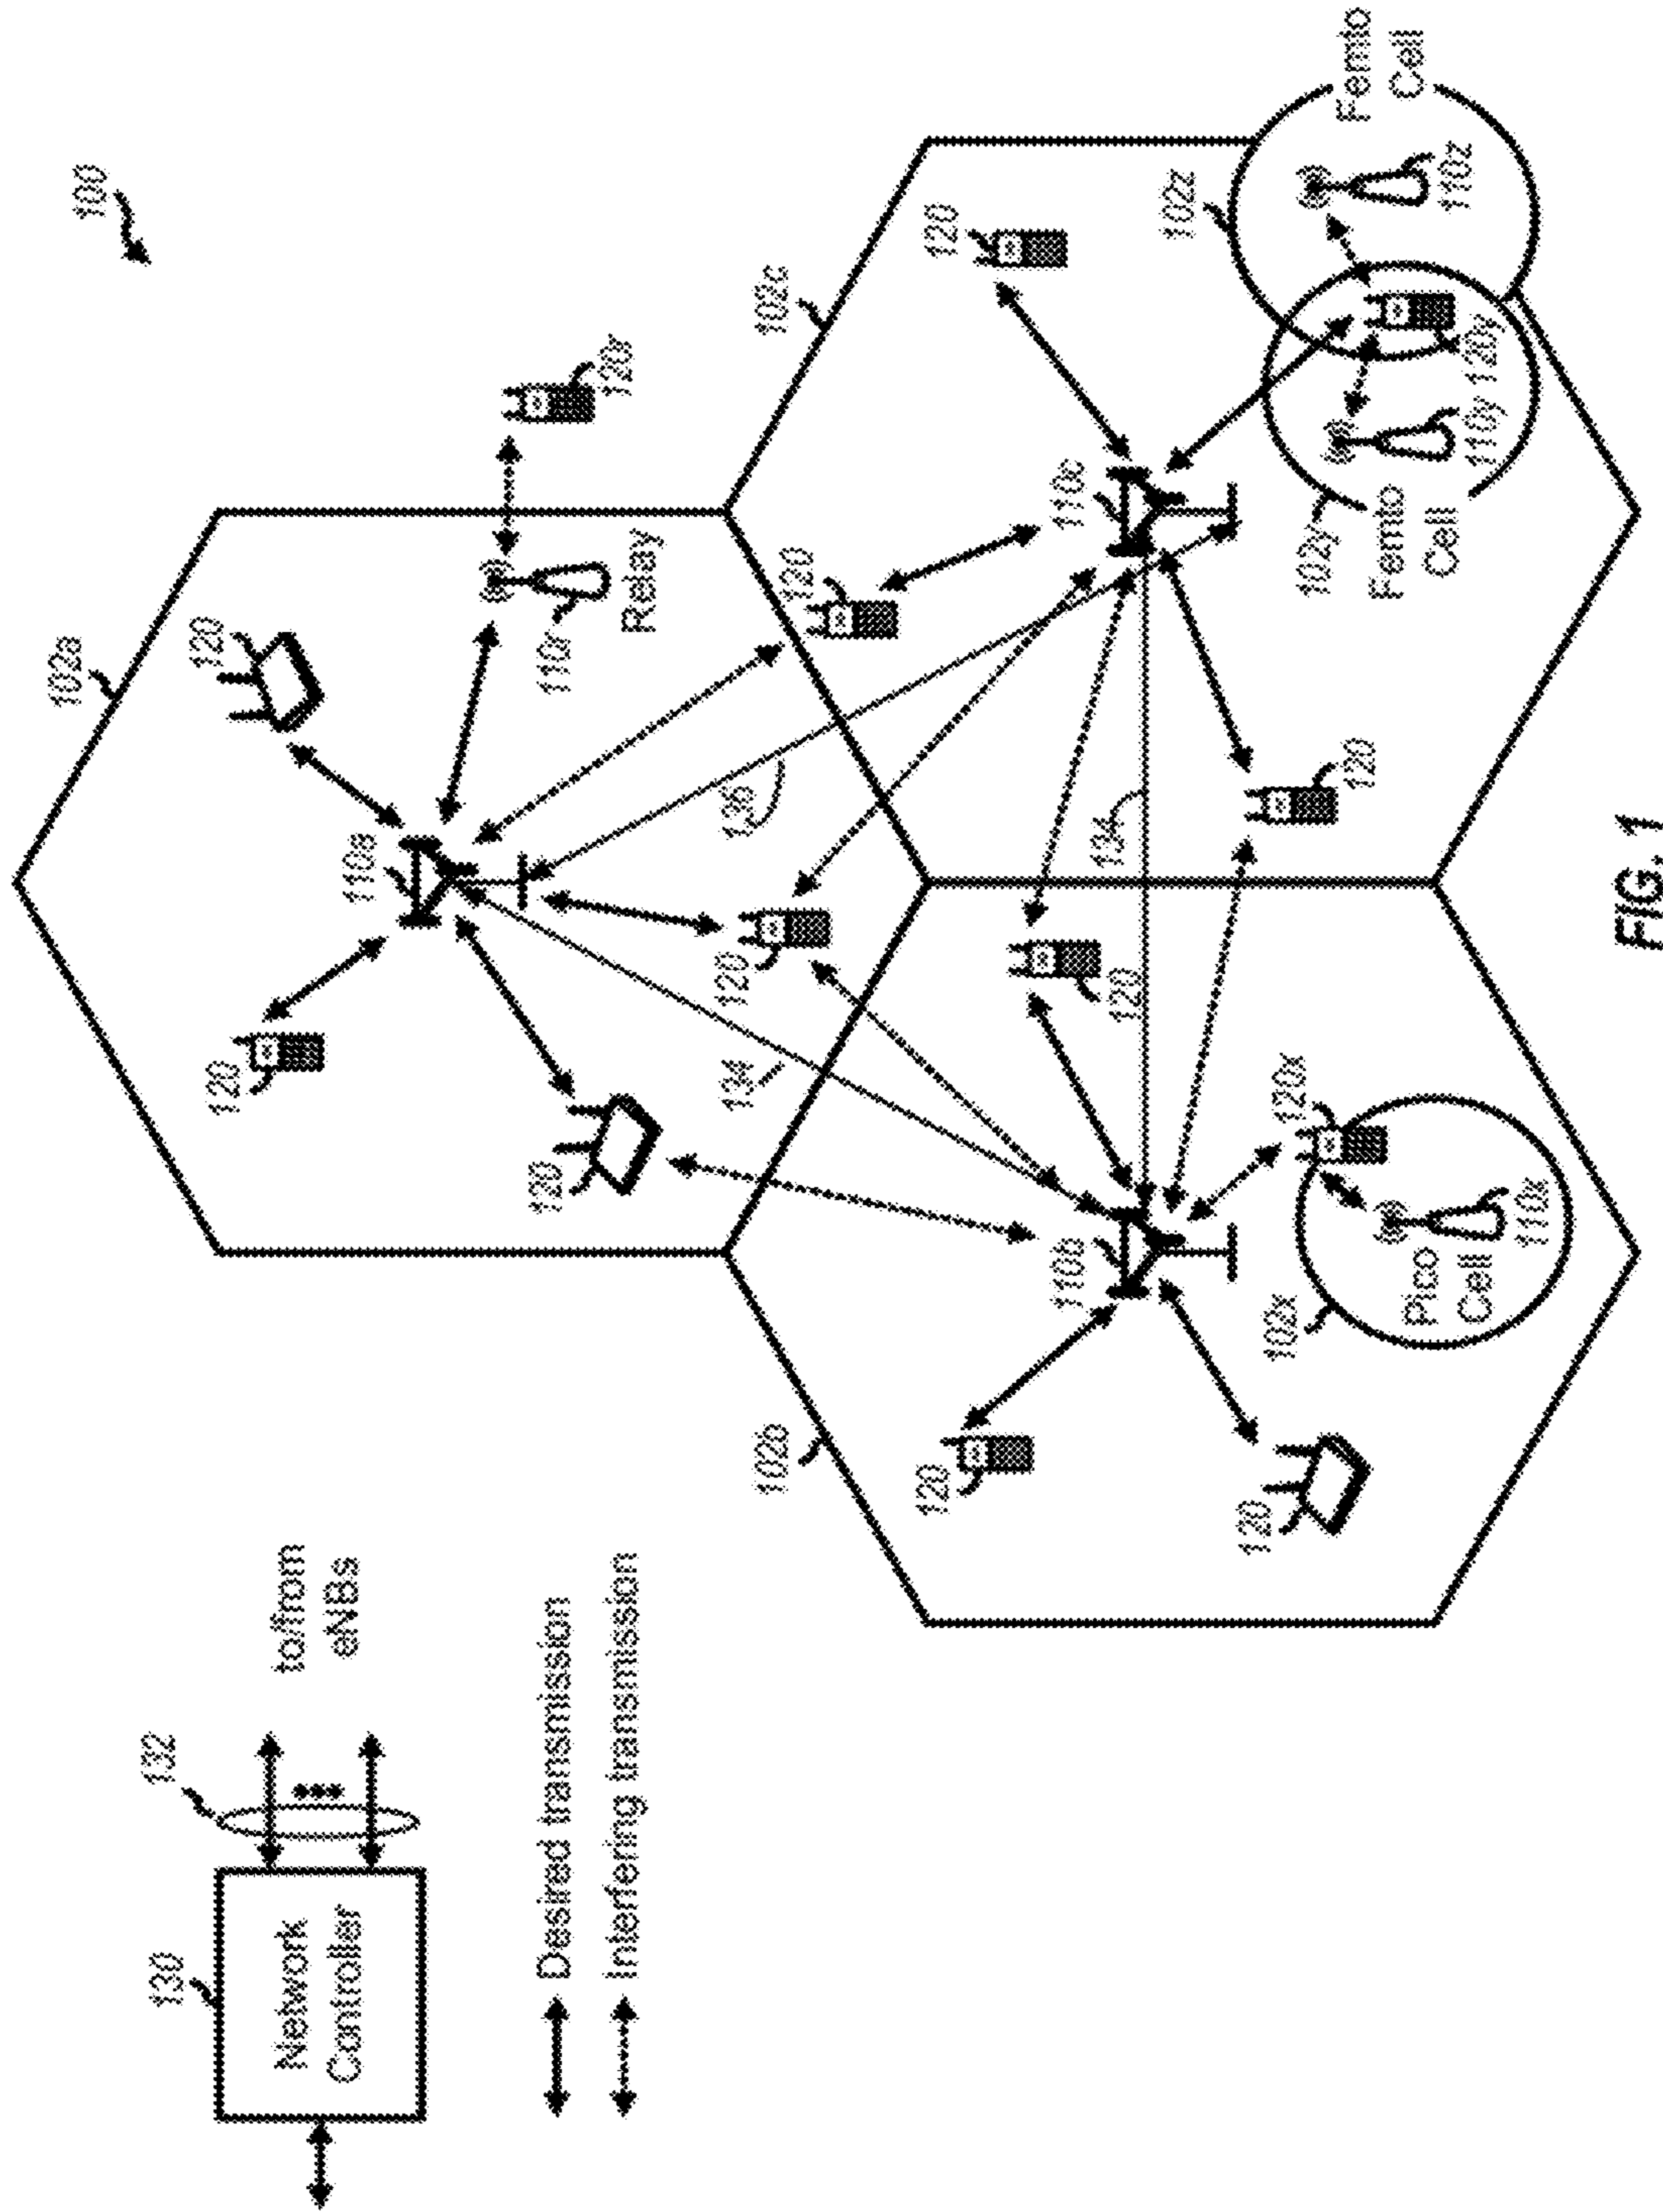 100
130
Network
Controller
132
to/from
eNBs
Desired transmission
Interfering transmission
102a
120
120
110a
120
120
110r
Relay
120r
134
136
120
120
102b
102c
120
110b
120
120
134
110c
120
120
120
102x
Pico
Cell
110x
120x
102y
Femto
Cell
110y
120y
102z
110z
Femto
Cell
FIG. 1